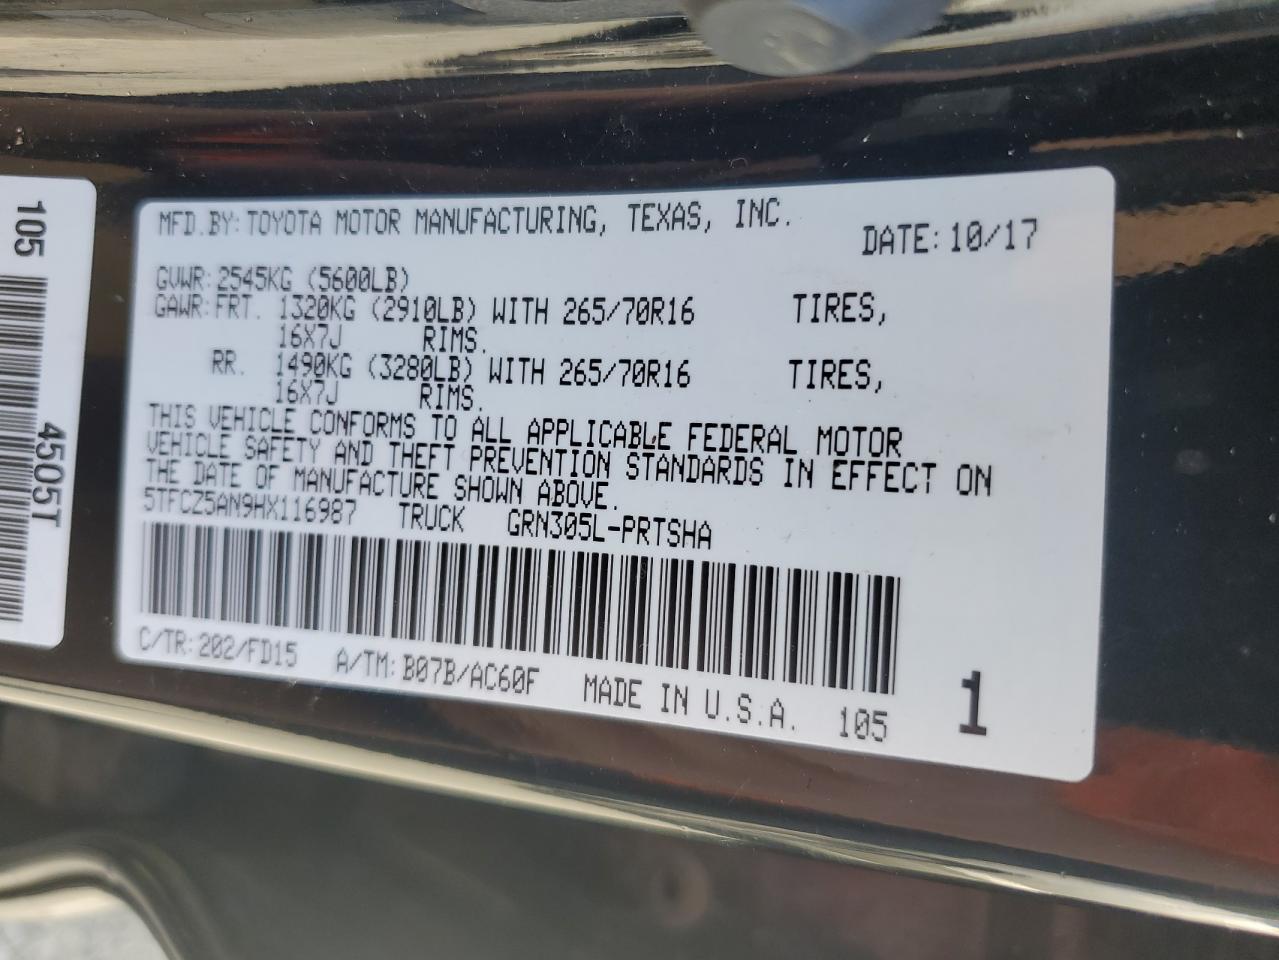 105
4505T
MFD.BY:TOYOTA MOTOR MANUFACTURING, TEXAS, INC.
DATE:10/17
GVWR:2545KG (5600LB)
GAWR:FRT. 1320KG (2910LB) WITH 265/70R16 TIRES,
16X7J RIMS.
RR. 1490KG (3280LB) WITH 265/70R16 TIRES,
16X7J RIMS.
THIS VEHICLE CONFORMS TO ALL APPLICABLE FEDERAL MOTOR
VEHICLE SAFETY AND THEFT PREVENTION STANDARDS IN EFFECT ON
THE DATE OF MANUFACTURE SHOWN ABOVE.
5TFCZ5AN9HX116987 TRUCK GRN305L-PRTSHA
C/TR:202/FD15 A/TM:B07B/AC60F MADE IN U.S.A. 105 1